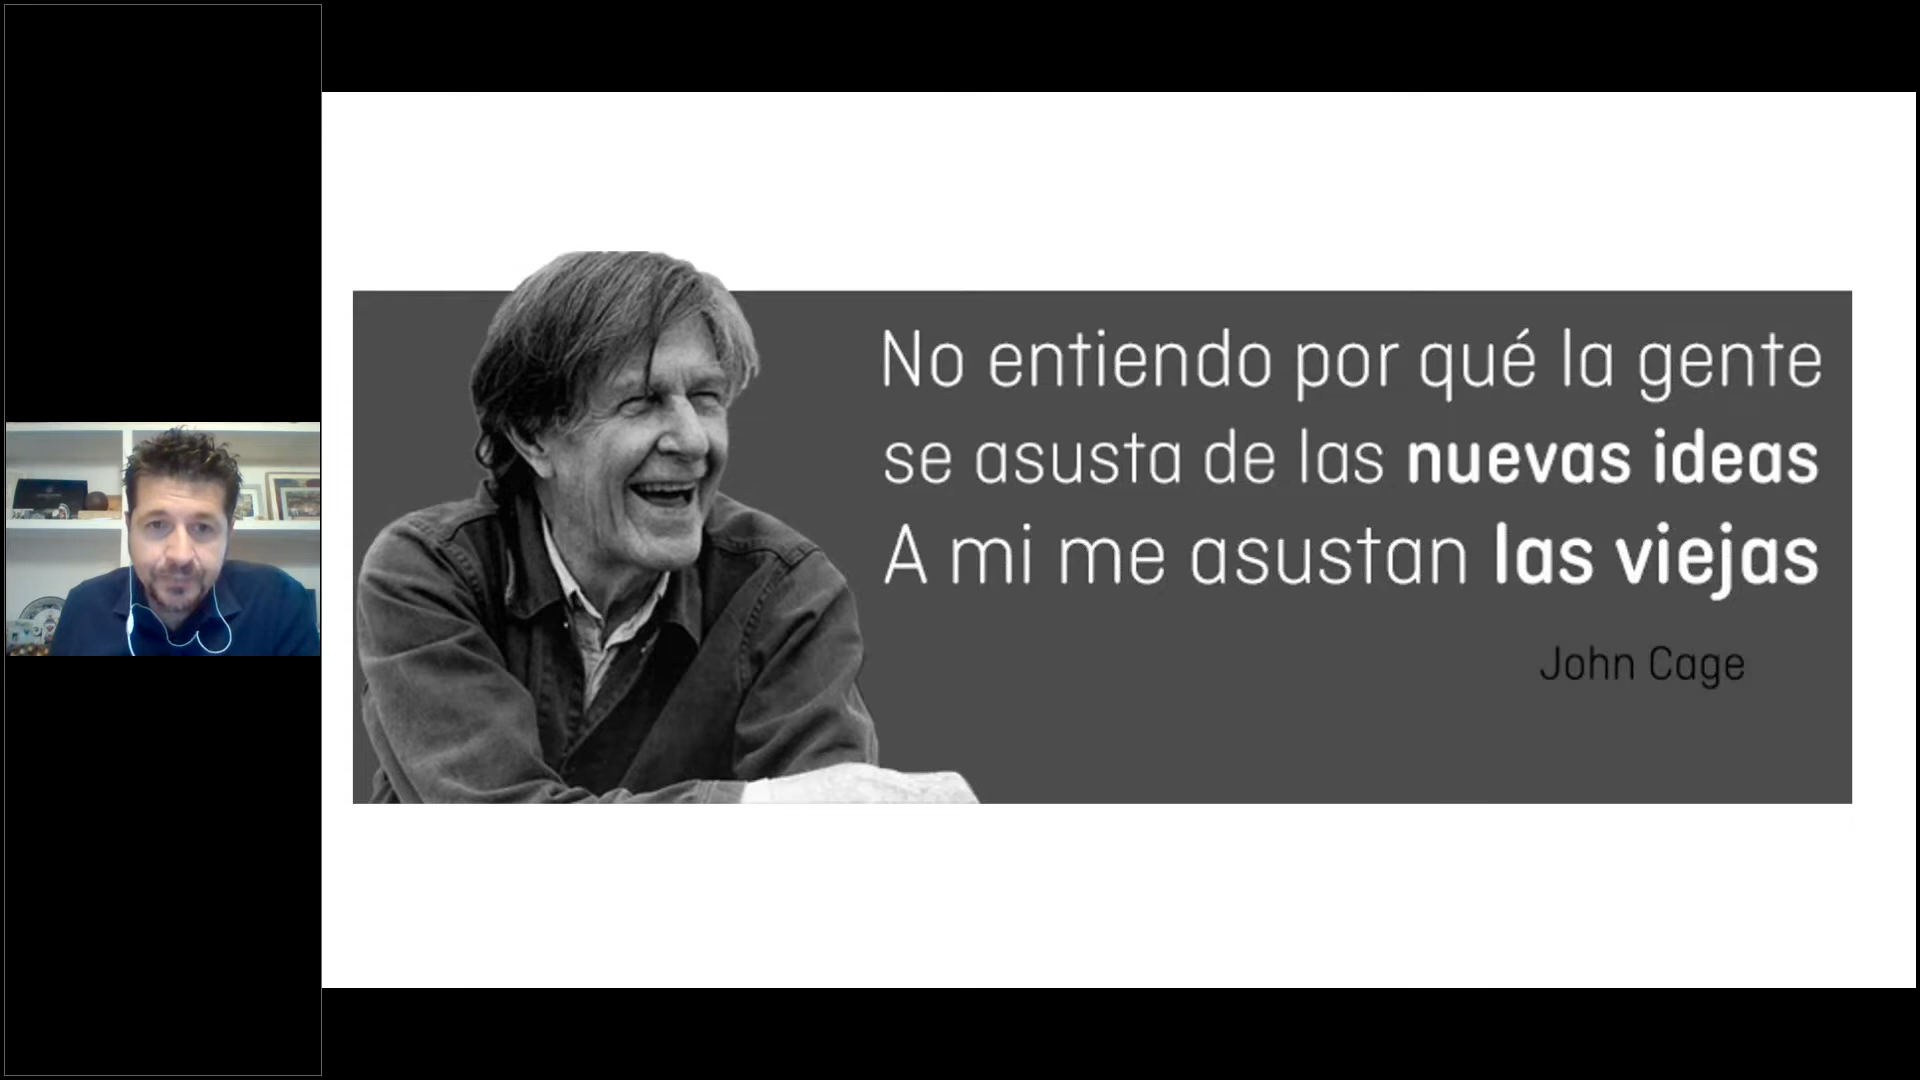 No entiendo por qué la gente
se asusta de las nuevas ideas
A mi me asustan las viejas
John Cage